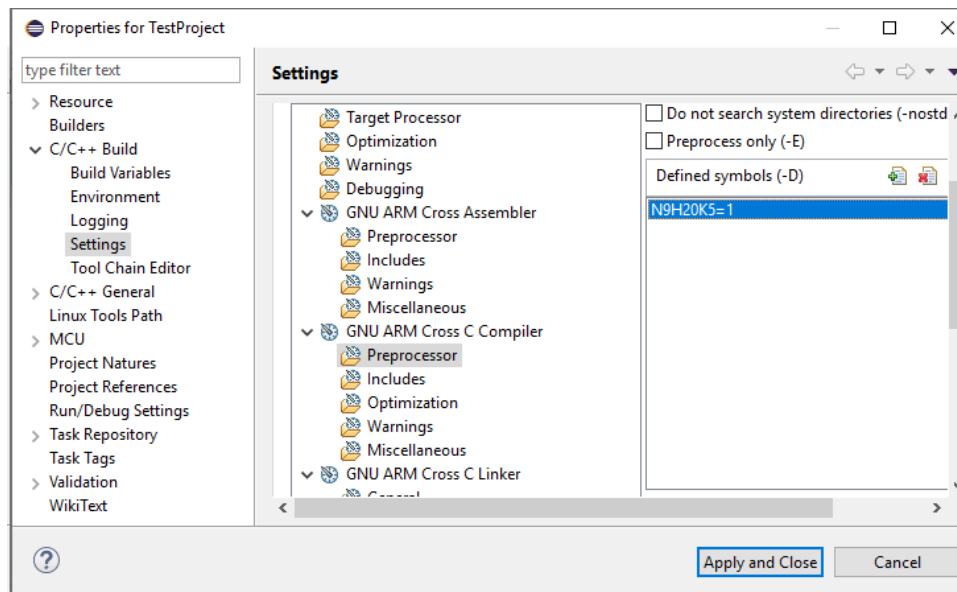 Properties for TestProject
type filter text
Resource
Builders
C/C++ Build
Build Variables
Environment
Logging
Settings
Tool Chain Editor
C/C++ General
Linux Tools Path
MCU
Project Natures
Project References
Run/Debug Settings
Task Repository
Task Tags
Validation
WikiText
Settings
Target Processor
Optimization
Warnings
Debugging
GNU ARM Cross Assembler
Preprocessor
Includes
Warnings
Miscellaneous
GNU ARM Cross C Compiler
Preprocessor
Includes
Optimization
Warnings
Miscellaneous
GNU ARM Cross C Linker
General
Do not search system directories (-nostd
Preprocess only (-E)
Defined symbols (-D)
N9H20K5=1
?
Apply and Close
Cancel